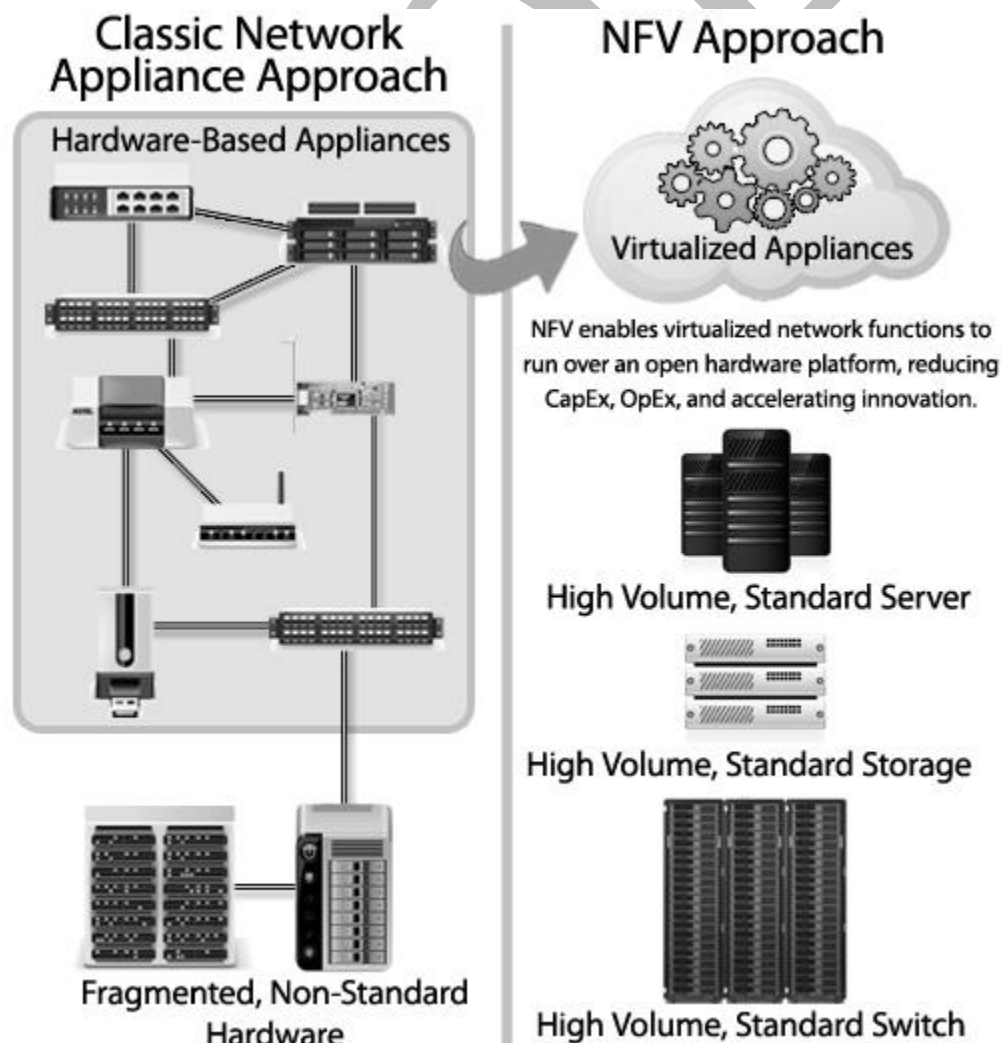 Classic Network
Appliance Approach
Hardware-Based Appliances
Fragmented, Non-Standard
Hardware
NFV Approach
Virtualized Appliances
NFV enables virtualized network functions to
run over an open hardware platform, reducing
CapEx, OpEx, and accelerating innovation.
High Volume, Standard Server
High Volume, Standard Storage
High Volume, Standard Switch